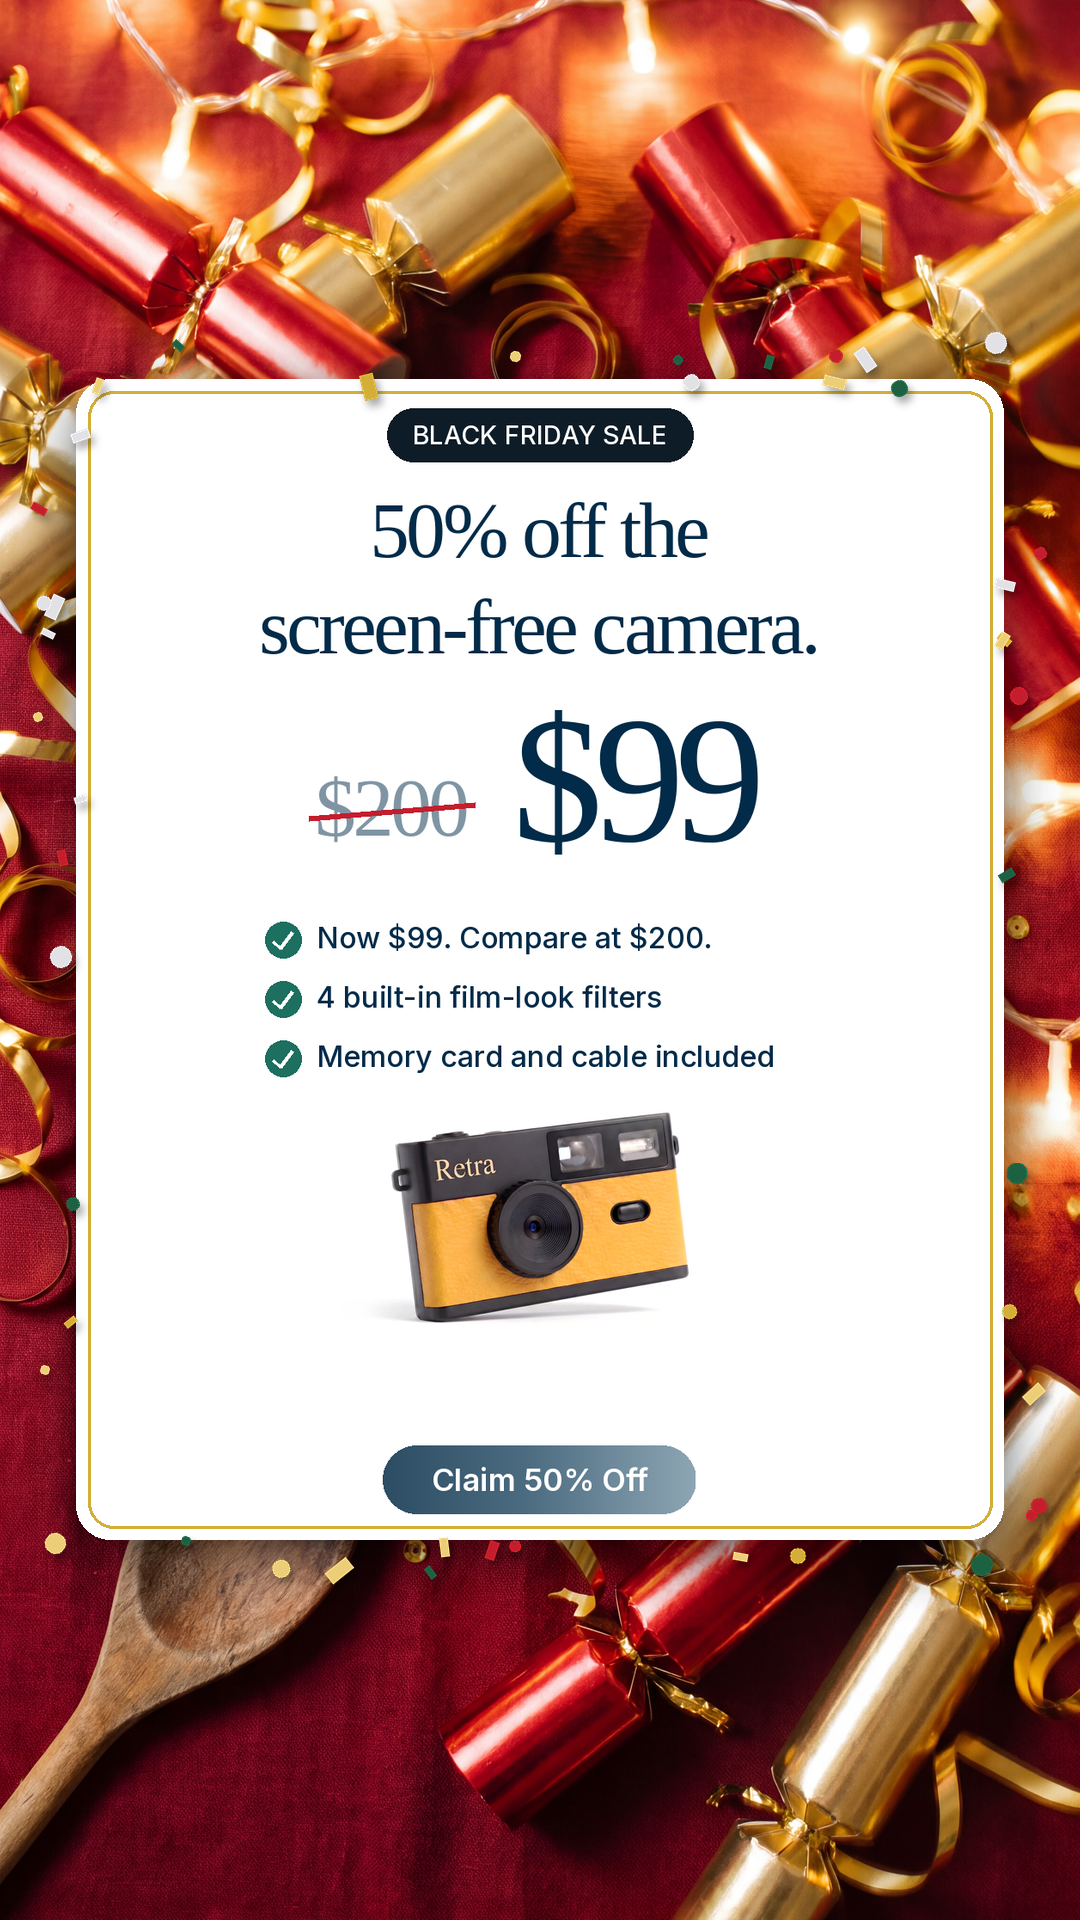 BLACK FRIDAY SALE
50% off the
screen-free camera.
$200 $99
Now $99. Compare at $200.
4 built-in film-look filters
Memory card and cable included
Retra
Claim 50% Off